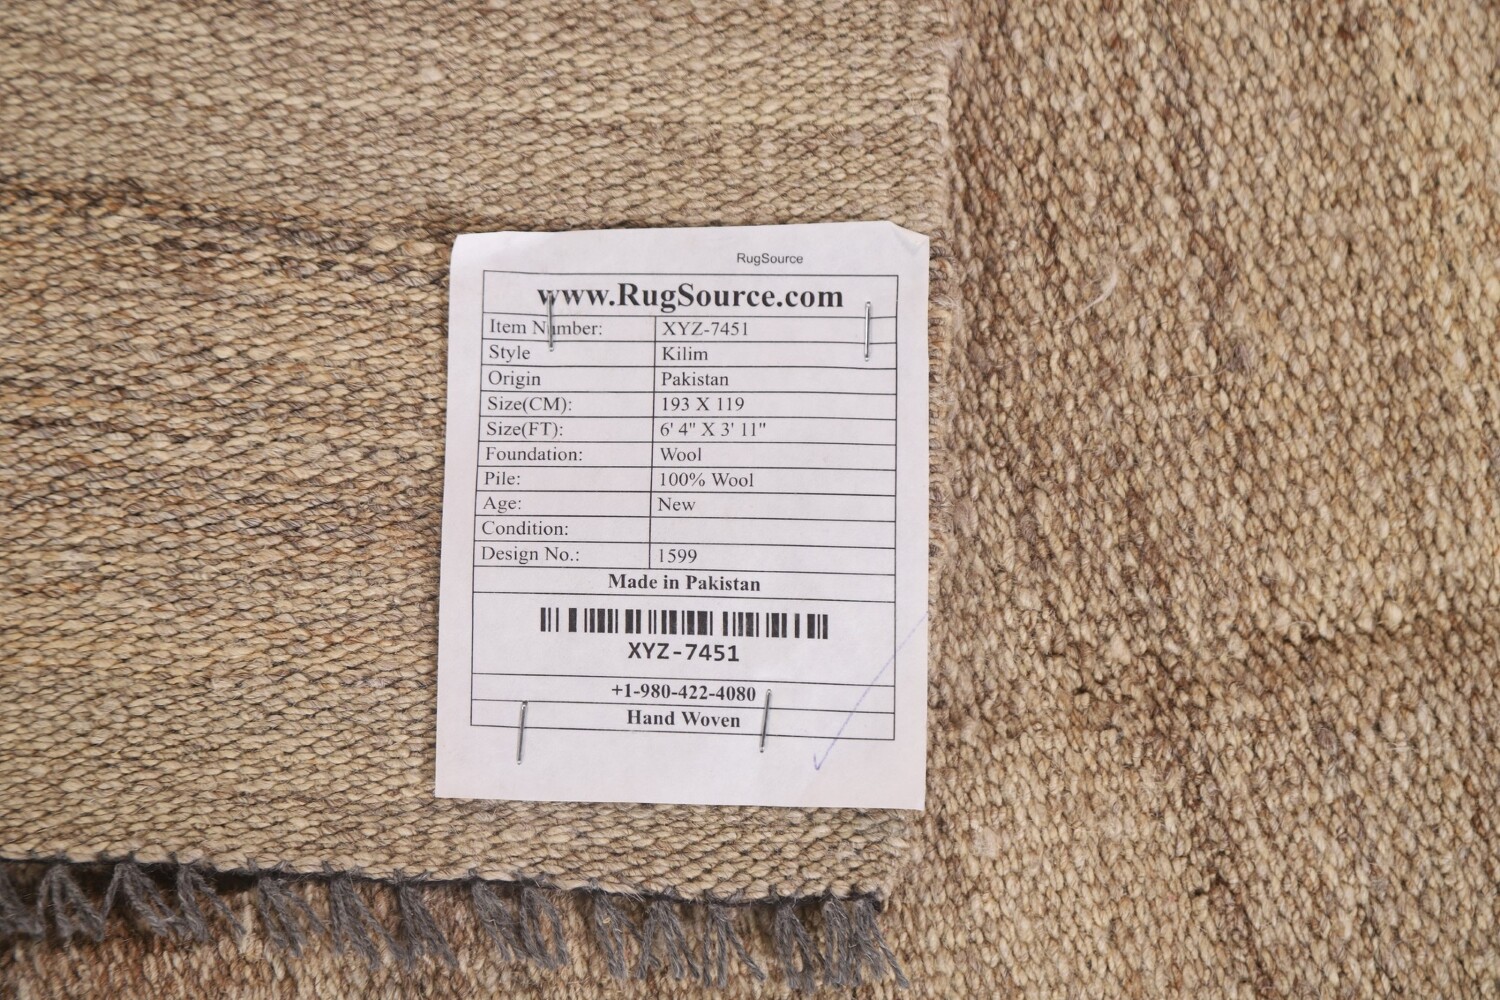 RugSource
www.RugSource.com
Item Number: XYZ-7451
Style Kilim
Origin Pakistan
Size(CM): 193 X 119
Size(FT): 6' 4" X 3' 11"
Foundation: Wool
Pile: 100% Wool
Age: New
Condition:
Design No.: 1599
Made in Pakistan
XYZ-7451
+1-980-422-4080
Hand Woven